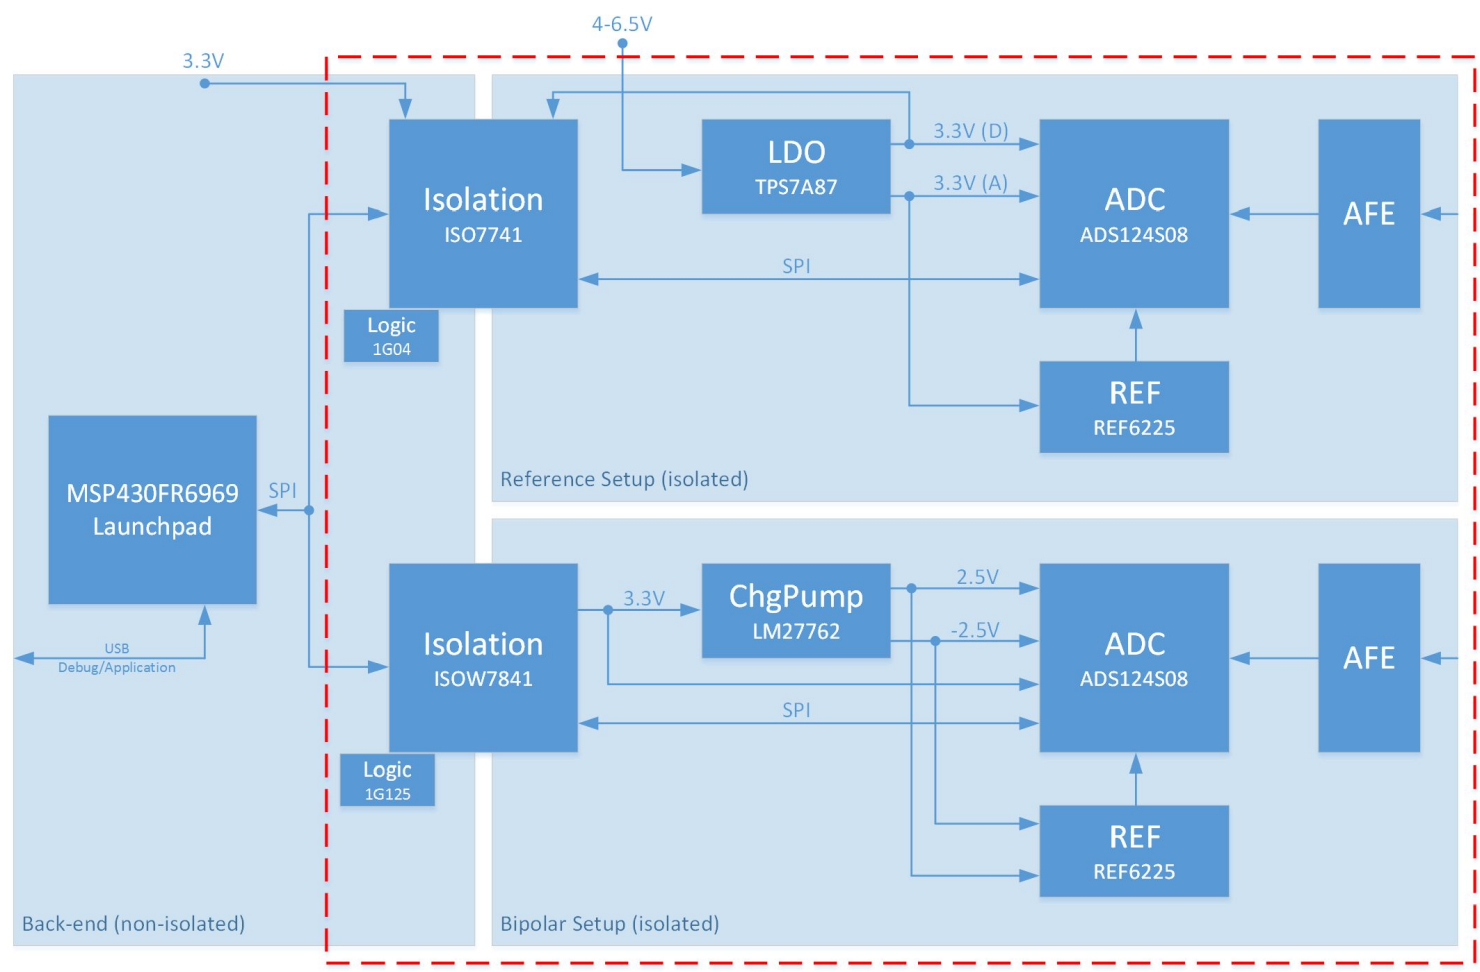 4-6.5V
3.3V
LDO
TPS7A87
3.3V (D)
3.3V (A)
Isolation
ISO7741
ADC
ADS124S08
AFE
SPI
Logic
1G04
REF
REF6225
Reference Setup (isolated)
MSP430FR6969
Launchpad
SPI
USB
Debug/Application
Isolation
ISOW7841
3.3V
ChgPump
LM27762
2.5V
-2.5V
ADC
ADS124S08
AFE
SPI
Logic
1G125
REF
REF6225
Back-end (non-isolated)
Bipolar Setup (isolated)